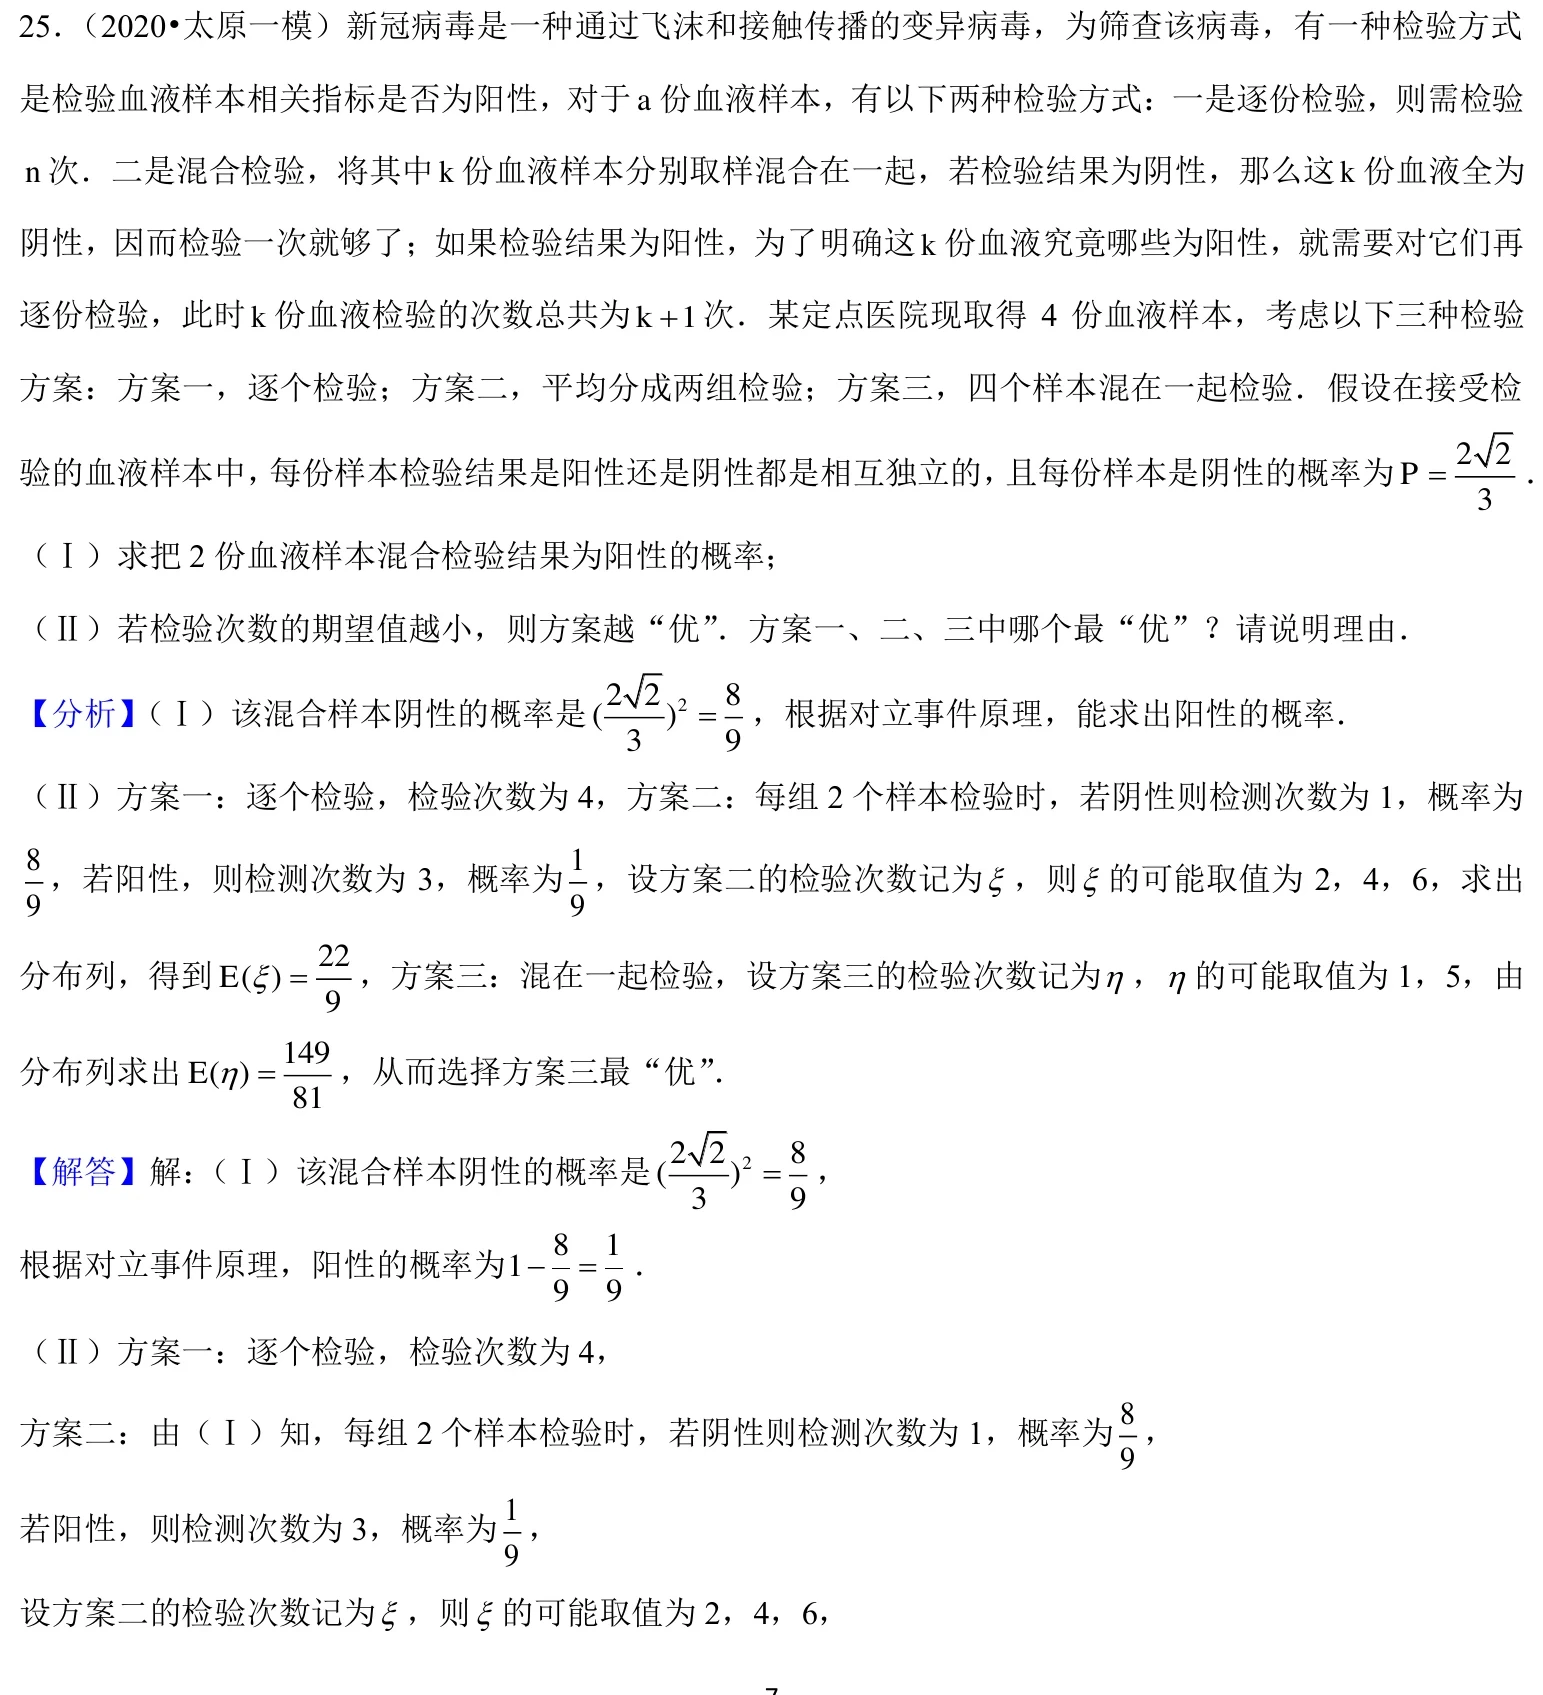 25.（2020•太原一模）新冠病毒是一种通过飞沫和接触传播的变异病毒，为筛查该病毒，有一种检验方式
是检验血液样本相关指标是否为阳性，对于 a 份血液样本，有以下两种检验方式：一是逐份检验，则需检验
n 次．二是混合检验，将其中 k 份血液样本分别取样混合在一起，若检验结果为阴性，那么这 k 份血液全为
阴性，因而检验一次就够了；如果检验结果为阳性，为了明确这 k 份血液究竟哪些为阳性，就需要对它们再
逐份检验，此时 k 份血液检验的次数总共为 k+1 次．某定点医院现取得 4 份血液样本，考虑以下三种检验
方案：方案一，逐个检验；方案二，平均分成两组检验；方案三，四个样本混在一起检验．假设在接受检
验的血液样本中，每份样本检验结果是阳性还是阴性都是相互独立的，且每份样本是阴性的概率为 P = 2√2/3．
（Ⅰ）求把 2 份血液样本混合检验结果为阳性的概率；
（Ⅱ）若检验次数的期望值越小，则方案越“优”．方案一、二、三中哪个最“优”？请说明理由．
【分析】（Ⅰ）该混合样本阴性的概率是 (2√2/3)² = 8/9，根据对立事件原理，能求出阳性的概率．
（Ⅱ）方案一：逐个检验，检验次数为 4，方案二：每组 2 个样本检验时，若阴性则检测次数为 1，概率为
8/9，若阳性，则检测次数为 3，概率为 1/9，设方案二的检验次数记为 ξ，则 ξ 的可能取值为 2，4，6，求出
分布列，得到 E(ξ) = 22/9，方案三：混在一起检验，设方案三的检验次数记为 η，η 的可能取值为 1，5，由
分布列求出 E(η) = 149/81，从而选择方案三最“优”．
【解答】解：（Ⅰ）该混合样本阴性的概率是 (2√2/3)² = 8/9，
根据对立事件原理，阳性的概率为 1 − 8/9 = 1/9．
（Ⅱ）方案一：逐个检验，检验次数为 4，
方案二：由（Ⅰ）知，每组 2 个样本检验时，若阴性则检测次数为 1，概率为 8/9，
若阳性，则检测次数为 3，概率为 1/9，
设方案二的检验次数记为 ξ，则 ξ 的可能取值为 2，4，6，
7